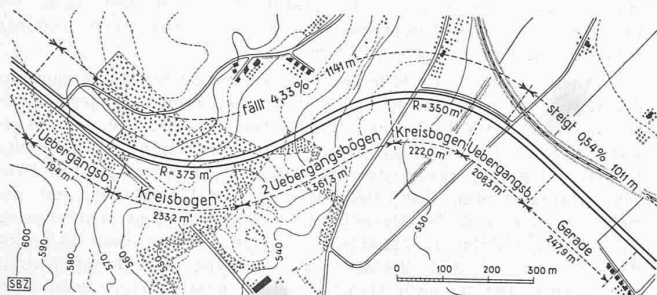 fällt 4,33% 1141 m
steigt 0,54% 1011 m
R = 350 m
R = 375 m
Uebergangsb.
194 m
Kreisbogen
233,2 m
2 Uebergangsbögen
361,3 m
Kreisbogen
222,0 m
Uebergangsb.
208,5 m
Gerade
247,9 m
600
590
580
570
560
550
540
530
0 100 200 300 m
SBZ